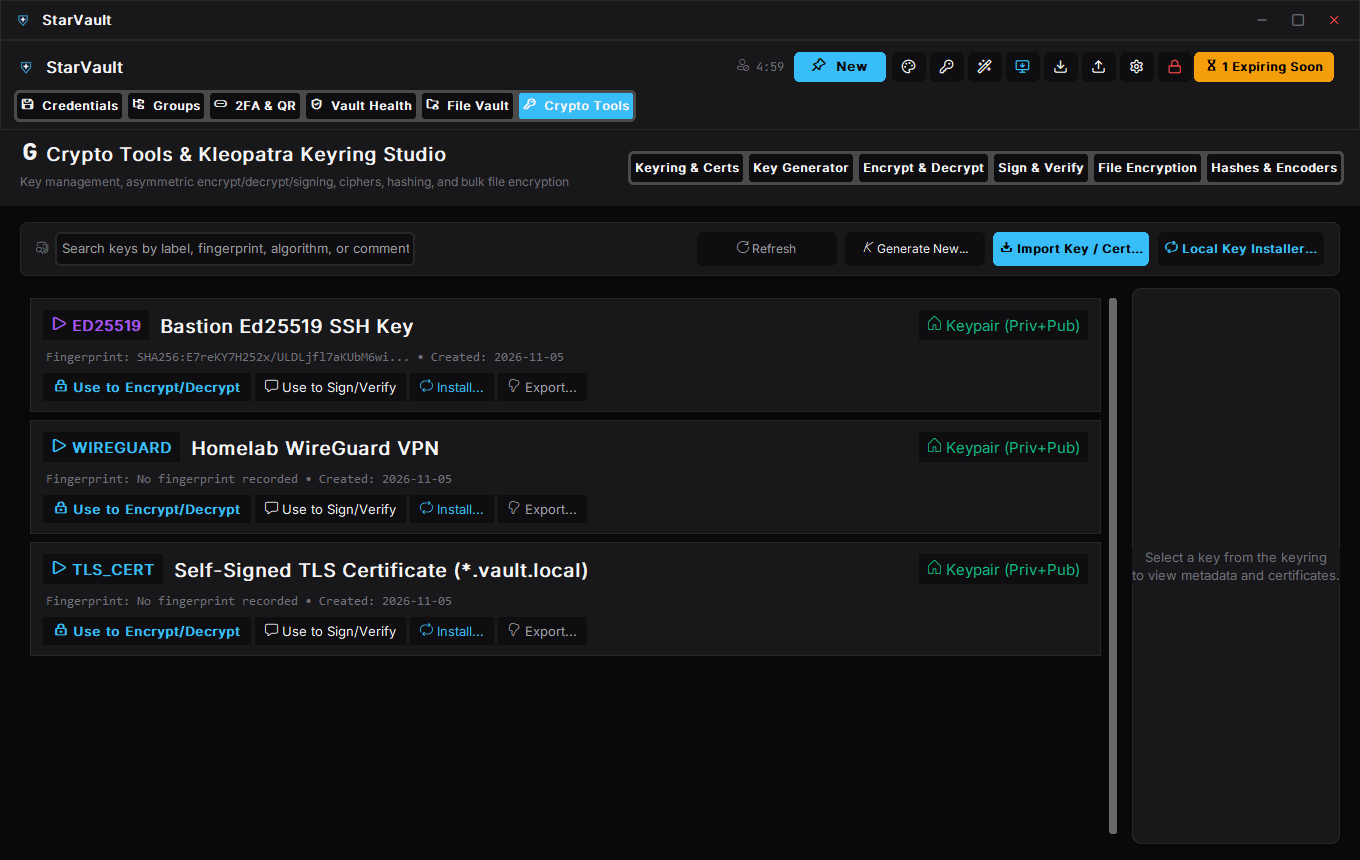 StarVault
StarVault
4:59
New
1 Expiring Soon
Credentials
Groups
2FA & QR
Vault Health
File Vault
Crypto Tools
G Crypto Tools & Kleopatra Keyring Studio
Key management, asymmetric encrypt/decrypt/signing, ciphers, hashing, and bulk file encryption
Keyring & Certs
Key Generator
Encrypt & Decrypt
Sign & Verify
File Encryption
Hashes & Encoders
Search keys by label, fingerprint, algorithm, or comment
Refresh
Generate New...
Import Key / Cert...
Local Key Installer...
ED25519
Bastion Ed25519 SSH Key
Keypair (Priv+Pub)
Fingerprint: SHA256:E7reKY7H252x/ULDLjfl7aKUbM6wi... • Created: 2026-11-05
Use to Encrypt/Decrypt
Use to Sign/Verify
Install...
Export...
WIREGUARD
Homelab WireGuard VPN
Keypair (Priv+Pub)
Fingerprint: No fingerprint recorded • Created: 2026-11-05
Use to Encrypt/Decrypt
Use to Sign/Verify
Install...
Export...
TLS_CERT
Self-Signed TLS Certificate (*.vault.local)
Keypair (Priv+Pub)
Fingerprint: No fingerprint recorded • Created: 2026-11-05
Use to Encrypt/Decrypt
Use to Sign/Verify
Install...
Export...
Select a key from the keyring
to view metadata and certificates.